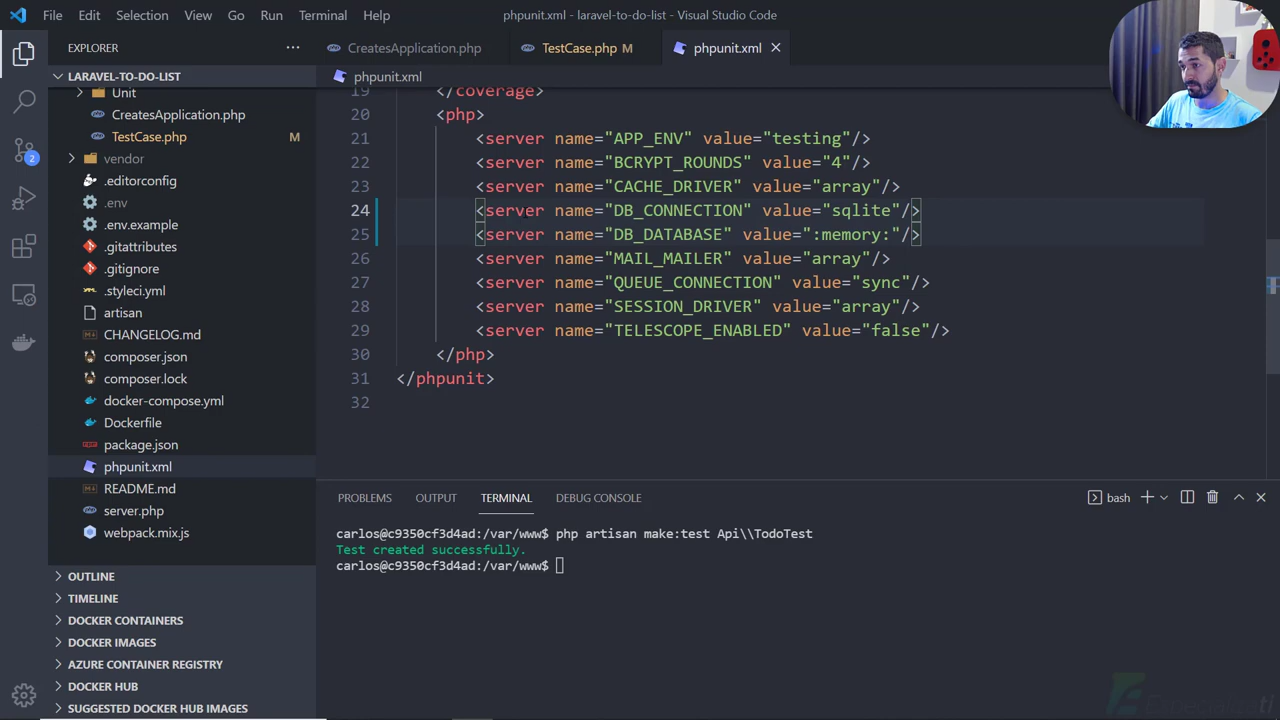 File Edit Selection View Go Run Terminal Help
phpunit.xml - laravel-to-do-list - Visual Studio Code
EXPLORER
CreatesApplication.php
TestCase.php M
phpunit.xml
LARAVEL-TO-DO-LIST
Unit
CreatesApplication.php
TestCase.php M
vendor
.editorconfig
.env
.env.example
.gitattributes
.gitignore
.styleci.yml
artisan
CHANGELOG.md
composer.json
composer.lock
docker-compose.yml
Dockerfile
package.json
phpunit.xml
README.md
server.php
webpack.mix.js
OUTLINE
TIMELINE
DOCKER CONTAINERS
DOCKER IMAGES
AZURE CONTAINER REGISTRY
DOCKER HUB
SUGGESTED DOCKER HUB IMAGES
2
phpunit.xml
19 </coverage>
20 <php>
21 <server name="APP_ENV" value="testing"/>
22 <server name="BCRYPT_ROUNDS" value="4"/>
23 <server name="CACHE_DRIVER" value="array"/>
24 <server name="DB_CONNECTION" value="sqlite"/>
25 <server name="DB_DATABASE" value=":memory:"/>
26 <server name="MAIL_MAILER" value="array"/>
27 <server name="QUEUE_CONNECTION" value="sync"/>
28 <server name="SESSION_DRIVER" value="array"/>
29 <server name="TELESCOPE_ENABLED" value="false"/>
30 </php>
31 </phpunit>
32
PROBLEMS OUTPUT TERMINAL DEBUG CONSOLE
bash
carlos@c9350cf3d4ad:/var/www$ php artisan make:test Api\\TodoTest
Test created successfully.
carlos@c9350cf3d4ad:/var/www$